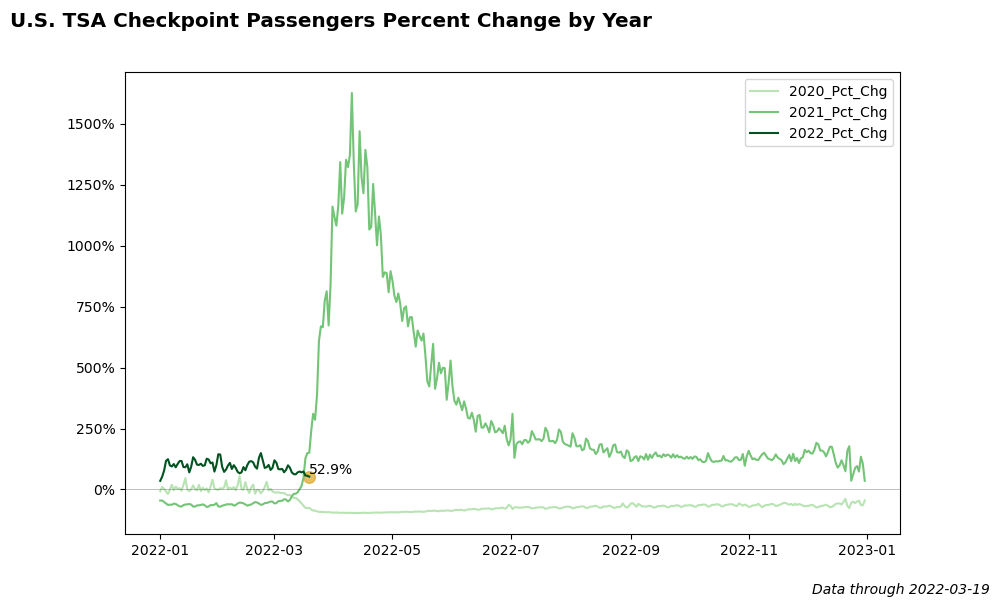 U.S. TSA Checkpoint Passengers Percent Change by Year
2020_Pct_Chg
2021_Pct_Chg
2022_Pct_Chg
1500%
1250%
1000%
750%
500%
250%
0%
52.9%
2022-01 2022-03 2022-05 2022-07 2022-09 2022-11 2023-01
Data through 2022-03-19